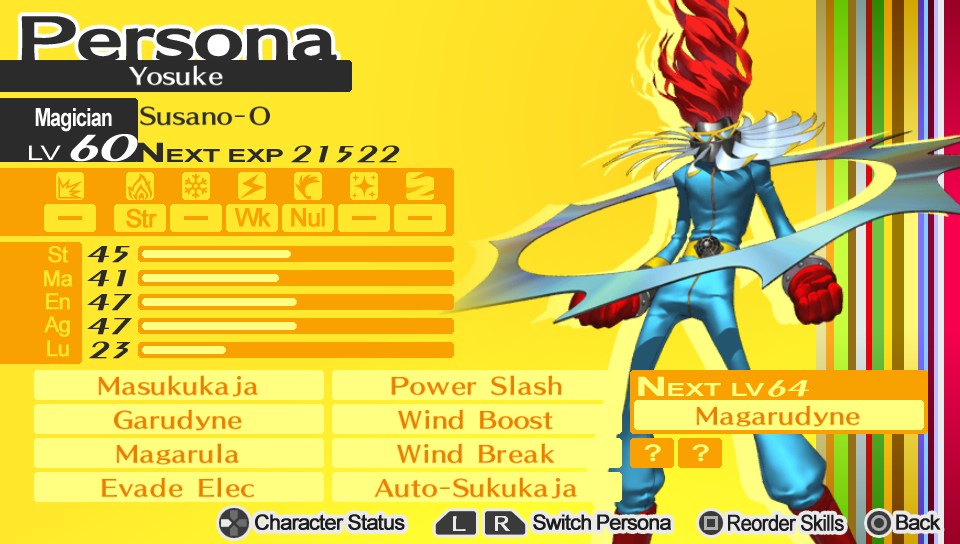 Persona
Yosuke
Magician Susano-O
LV 60 NEXT EXP 21522
— Str — Wk Nul — —
St 45
Ma 41
En 47
Ag 47
Lu 23
Masukukaja Power Slash
Garudyne Wind Boost
Magarula Wind Break
Evade Elec Auto-Sukukaja
NEXT LV 64
Magarudyne
? ?
Character Status L R Switch Persona Reorder Skills Back